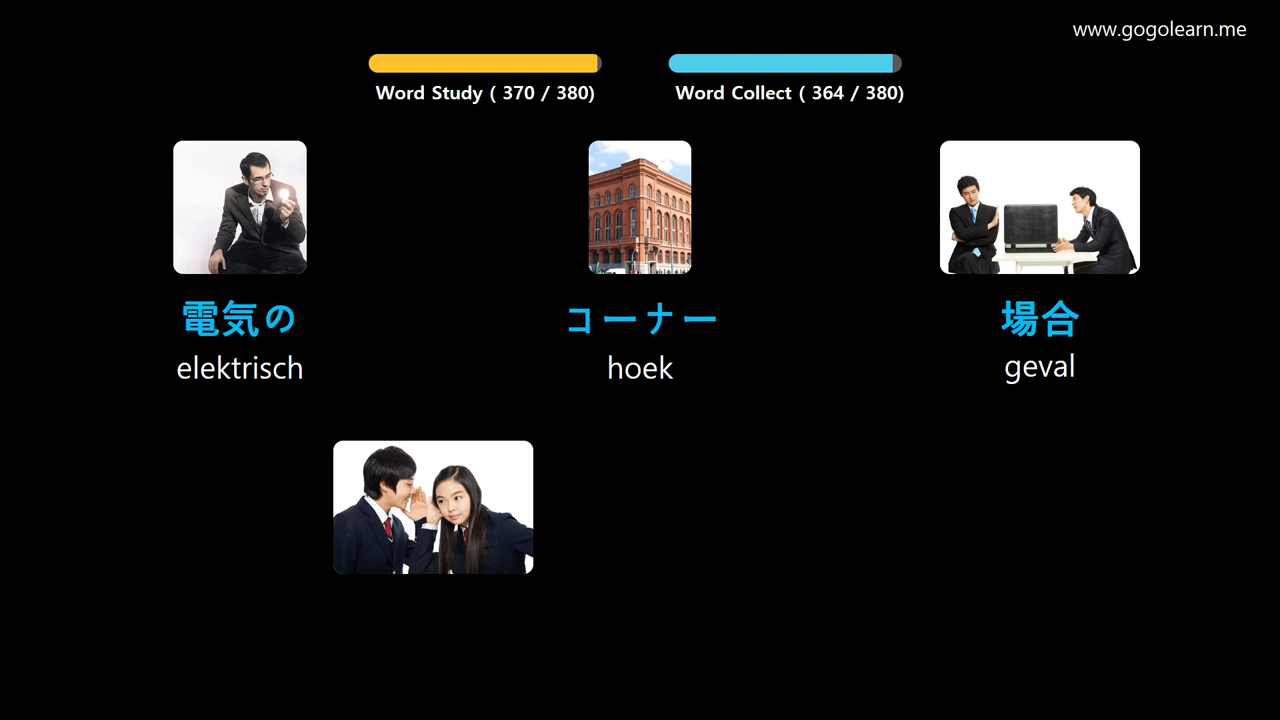 www.gogolearn.me
Word Study ( 370 / 380)
Word Collect ( 364 / 380)
電気の
コーナー
場合
elektrisch
hoek
geval